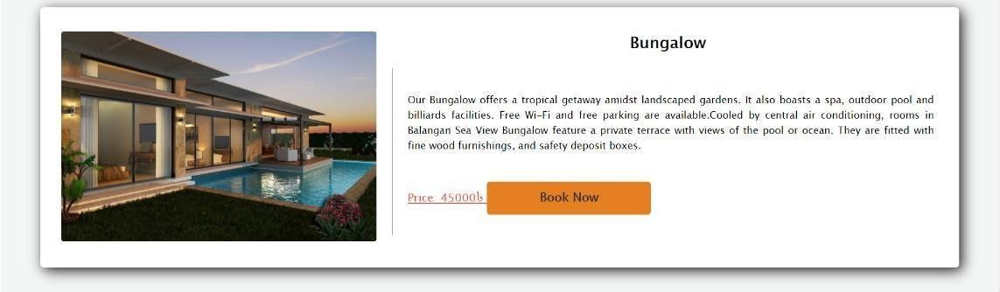 Bungalow
Our Bungalow offers a tropical getaway amidst landscaped gardens. It also boasts a spa, outdoor pool and
billiards facilities. Free Wi-Fi and free parking are available.Cooled by central air conditioning, rooms in
Balangan Sea View Bungalow feature a private terrace with views of the pool or ocean. They are fitted with
fine wood furnishings, and safety deposit boxes.
Price: 45000৳ Book Now